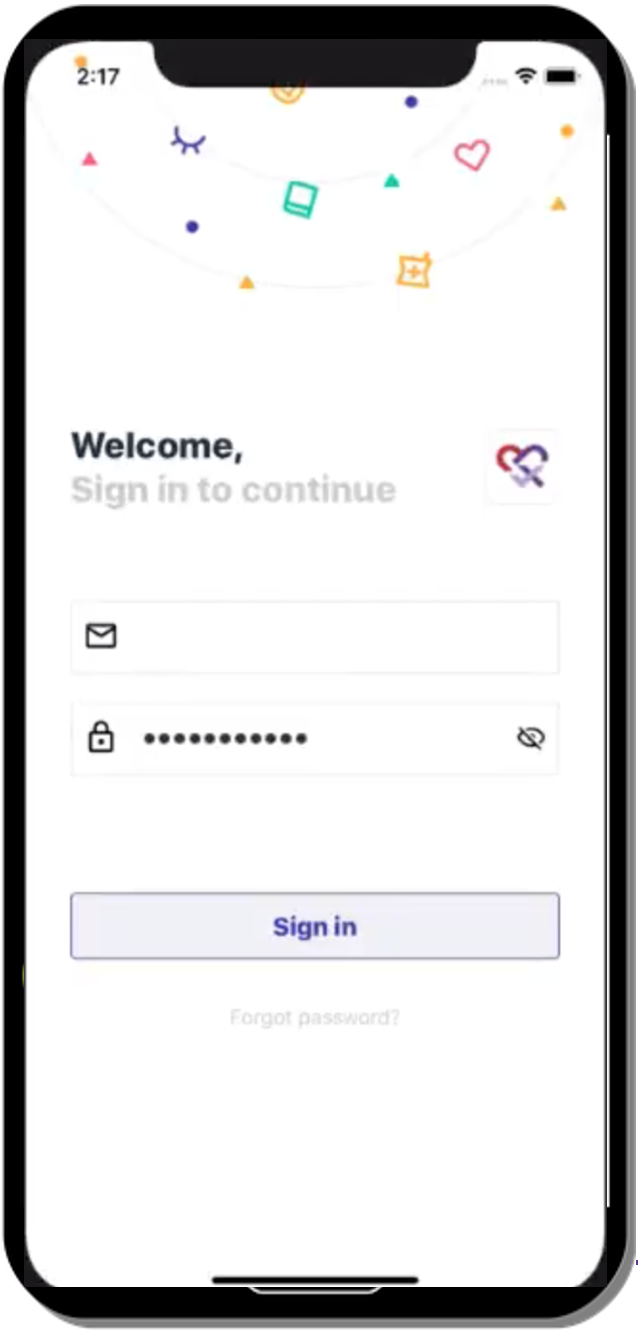 2:17
Welcome,
Sign in to continue
•••••••••••
Sign in
Forgot password?